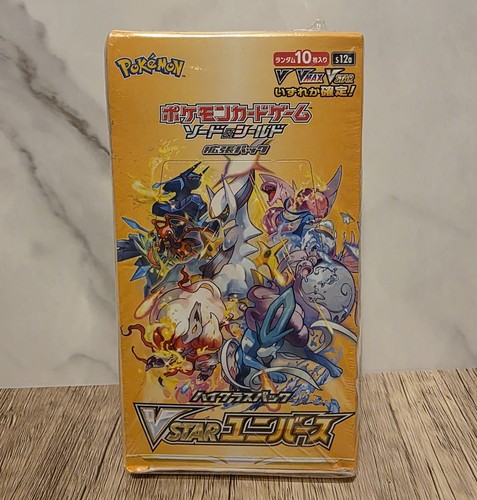 POKéMON
ランダム10枚入り s12a
V VMAX VSTAR
いずれか確定!
ポケモンカードゲーム
ソード&シールド
拡張パック
ハイクラスパック
VSTARユニバース